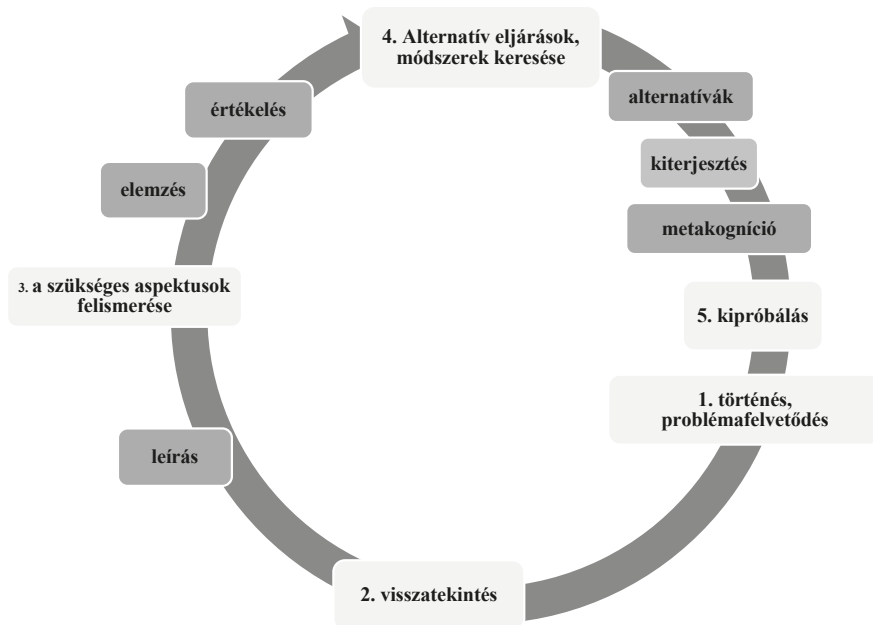 4. Alternatív eljárások,
módszerek keresése
értékelés
alternatívák
kiterjesztés
elemzés
metakogníció
3. a szükséges aspektusok
felismerése
5. kipróbálás
1. történés,
problémafelvetődés
leírás
2. visszatekintés